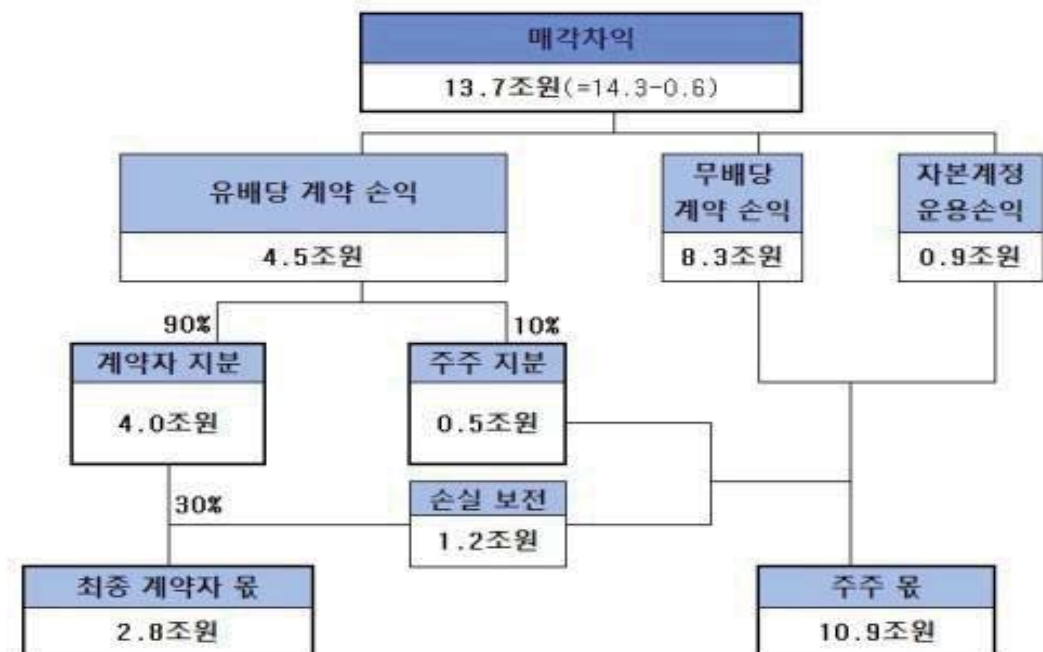 매각차익
13.7조원(=14.3-0.6)
유배당 계약 손익
4.5조원
무배당
계약 손익
8.3조원
자본계정
운용손익
0.9조원
90%
10%
계약자 지분
4.0조원
주주 지분
0.5조원
30%
손실 보전
1.2조원
최종 계약자 몫
2.8조원
주주 몫
10.9조원